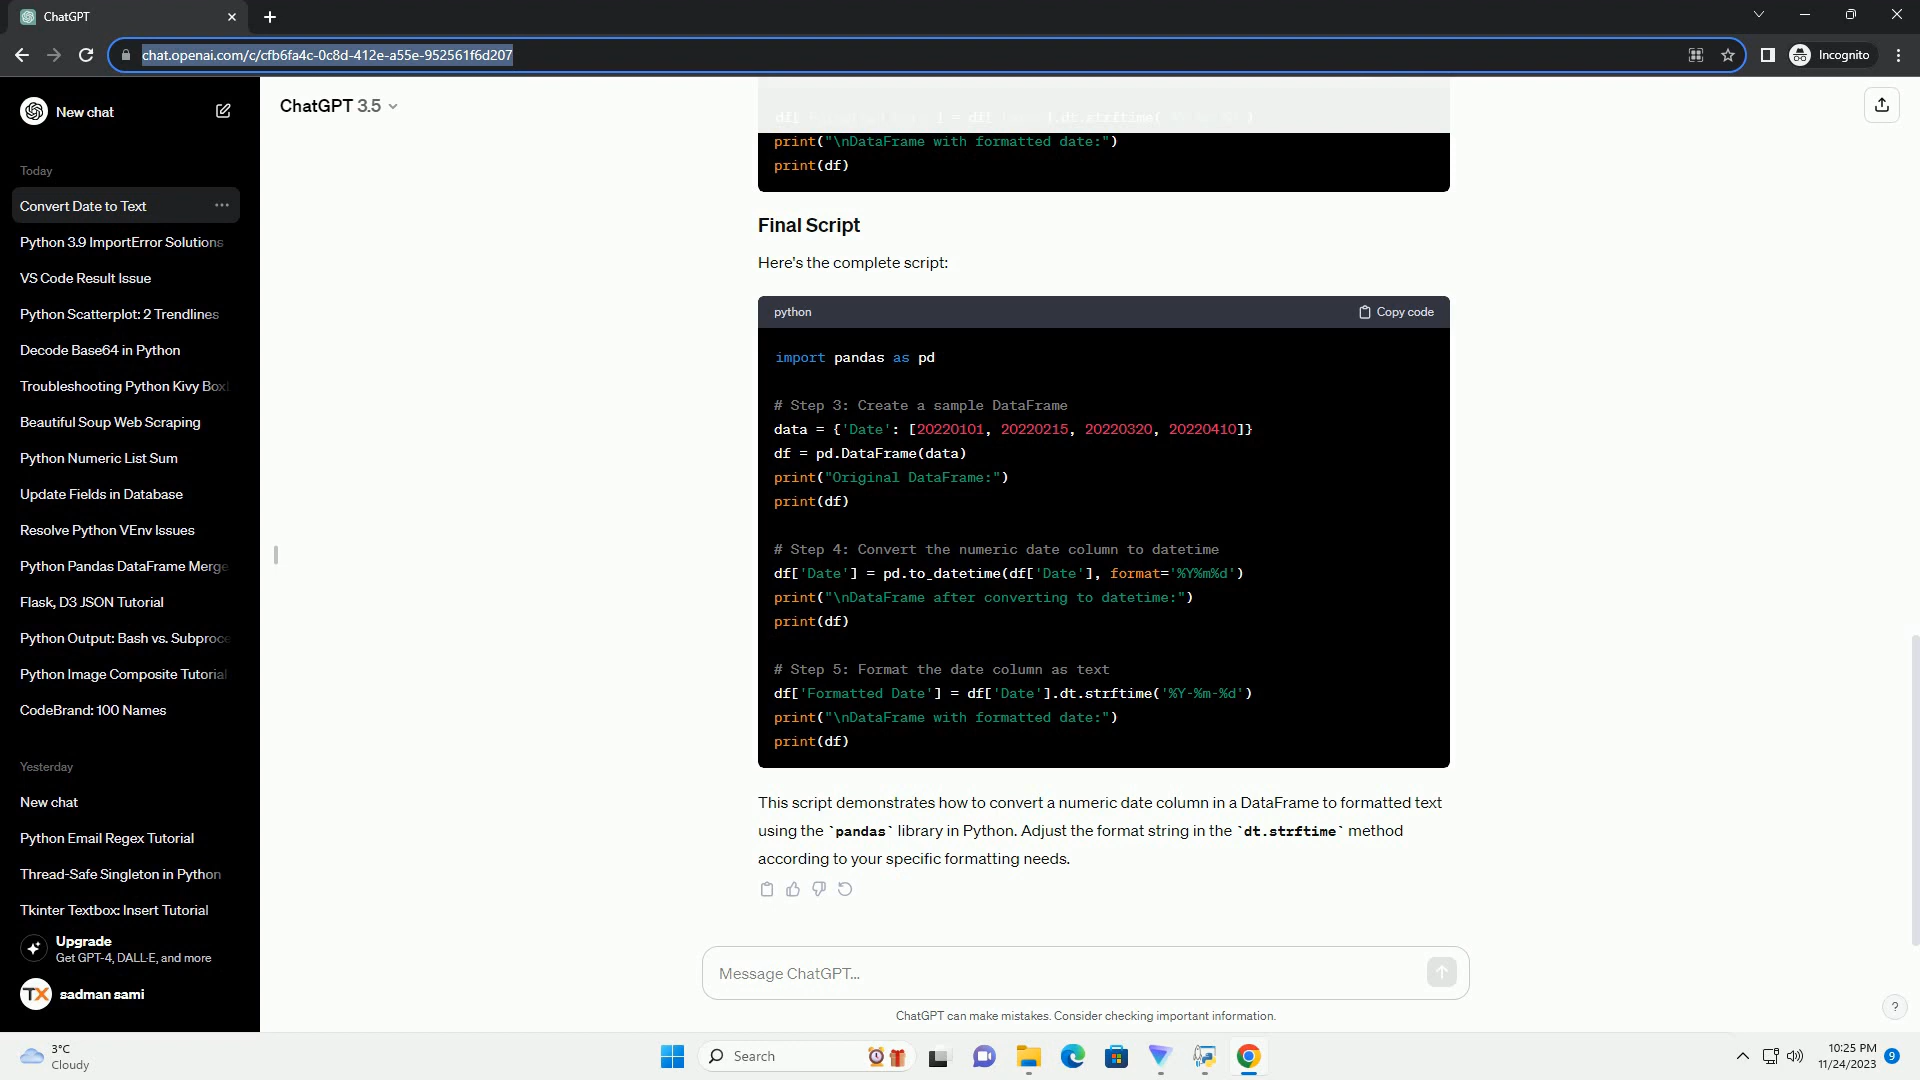 ChatGPT
chat.openai.com/c/cfb6fa4c-0c8d-412e-a55e-952561f6d207
Incognito
New chat
Today
Convert Date to Text
Python 3.9 ImportError Solutions
VS Code Result Issue
Python Scatterplot: 2 Trendlines
Decode Base64 in Python
Troubleshooting Python Kivy Box
Beautiful Soup Web Scraping
Python Numeric List Sum
Update Fields in Database
Resolve Python VEnv Issues
Python Pandas DataFrame Merge
Flask, D3 JSON Tutorial
Python Output: Bash vs. Subproce
Python Image Composite Tutorial
CodeBrand: 100 Names
Yesterday
New chat
Python Email Regex Tutorial
Thread-Safe Singleton in Python
Tkinter Textbox: Insert Tutorial
Upgrade
Get GPT-4, DALL·E, and more
TX
sadman sami
ChatGPT 3.5
print("\nDataFrame with formatted date:")
print(df)
Final Script
Here's the complete script:
python
Copy code
import pandas as pd
# Step 3: Create a sample DataFrame
data = {'Date': [20220101, 20220215, 20220320, 20220410]}
df = pd.DataFrame(data)
print("Original DataFrame:")
print(df)
# Step 4: Convert the numeric date column to datetime
df['Date'] = pd.to_datetime(df['Date'], format='%Y%m%d')
print("\nDataFrame after converting to datetime:")
print(df)
# Step 5: Format the date column as text
df['Formatted Date'] = df['Date'].dt.strftime('%Y-%m-%d')
print("\nDataFrame with formatted date:")
print(df)
This script demonstrates how to convert a numeric date column in a DataFrame to formatted text
using the `pandas` library in Python. Adjust the format string in the `dt.strftime` method
according to your specific formatting needs.
Message ChatGPT...
ChatGPT can make mistakes. Consider checking important information.
?
3°C
Cloudy
Search
10:25 PM
11/24/2023
9